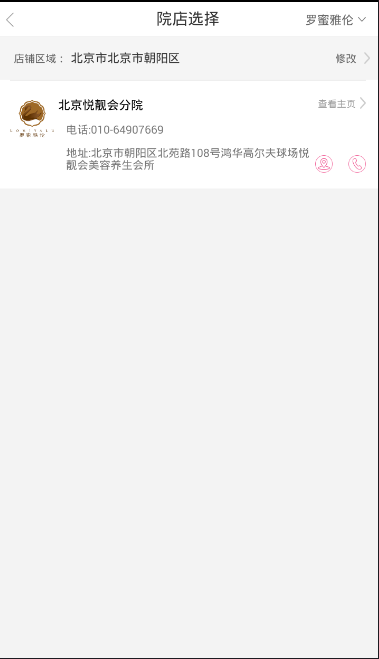 院店选择
罗蜜雅伦
店铺区域： 北京市北京市朝阳区
修改
北京悦靓会分院
查看主页
电话:010-64907669
地址:北京市朝阳区北苑路108号鸿华高尔夫球场悦
靓会美容养生会所
罗蜜雅伦